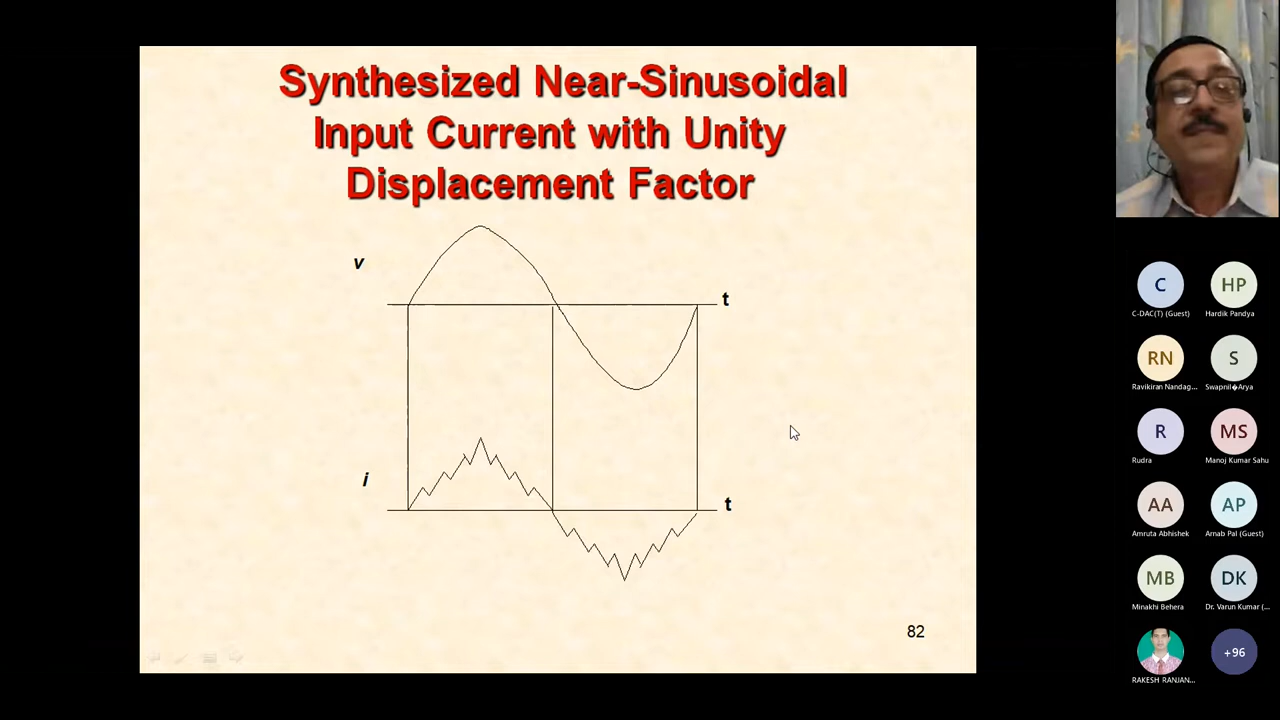 Synthesized Near-Sinusoidal
Input Current with Unity
Displacement Factor
v
t
i
t
82
C
HP
C-DAC(T) (Guest)
Hardik Pandya
RN
S
Ravikiran Nandag...
Swapnil�Arya
R
MS
Rudra
Manoj Kumar Sahu
AA
AP
Amruta Abhishek
Arnab Pal (Guest)
MB
DK
Minakhi Behera
Dr. Varun Kumar (...
+96
RAKESH RANJAN...